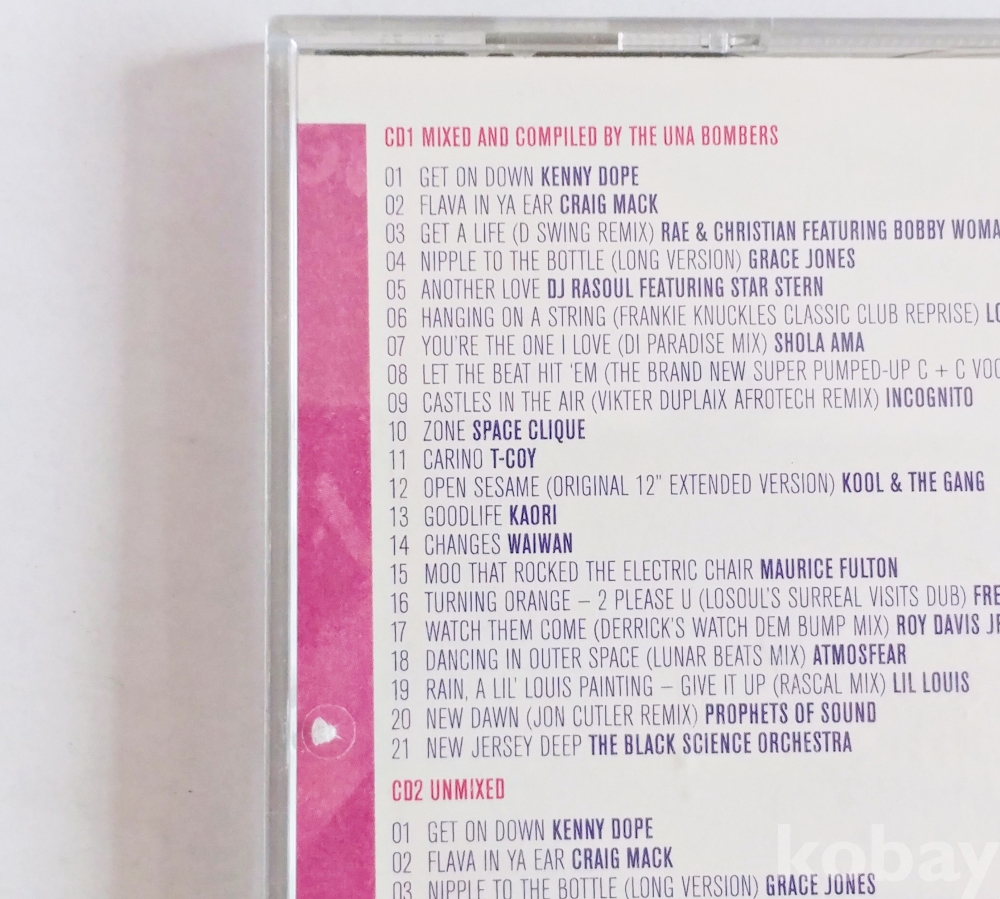 CD1 MIXED AND COMPILED BY THE UNA BOMBERS
01 GET ON DOWN KENNY DOPE
02 FLAVA IN YA EAR CRAIG MACK
03 GET A LIFE (D SWING REMIX) RAE & CHRISTIAN FEATURING BOBBY WOMA
04 NIPPLE TO THE BOTTLE (LONG VERSION) GRACE JONES
05 ANOTHER LOVE DJ RASOUL FEATURING STAR STERN
06 HANGING ON A STRING (FRANKIE KNUCKLES CLASSIC CLUB REPRISE)
07 YOU'RE THE ONE I LOVE (DI PARADISE MIX) SHOLA AMA
08 LET THE BEAT HIT 'EM (THE BRAND NEW SUPER PUMPED-UP C + C VOC
09 CASTLES IN THE AIR (VIKTER DUPLAIX AFROTECH REMIX) INCOGNITO
10 ZONE SPACE CLIQUE
11 CARINO T-COY
12 OPEN SESAME (ORIGINAL 12" EXTENDED VERSION) KOOL & THE GANG
13 GOODLIFE KAORI
14 CHANGES WAIWAN
15 MOO THAT ROCKED THE ELECTRIC CHAIR MAURICE FULTON
16 TURNING ORANGE – 2 PLEASE U (LOSOUL'S SURREAL VISITS DUB) FRE
17 WATCH THEM COME (DERRICK'S WATCH DEM BUMP MIX) ROY DAVIS JR
18 DANCING IN OUTER SPACE (LUNAR BEATS MIX) ATMOSFEAR
19 RAIN, A LIL' LOUIS PAINTING – GIVE IT UP (RASCAL MIX) LIL LOUIS
20 NEW DAWN (JON CUTLER REMIX) PROPHETS OF SOUND
21 NEW JERSEY DEEP THE BLACK SCIENCE ORCHESTRA
CD2 UNMIXED
01 GET ON DOWN KENNY DOPE
02 FLAVA IN YA EAR CRAIG MACK
03 NIPPLE TO THE BOTTLE (LONG VERSION) GRACE JONES
kobay